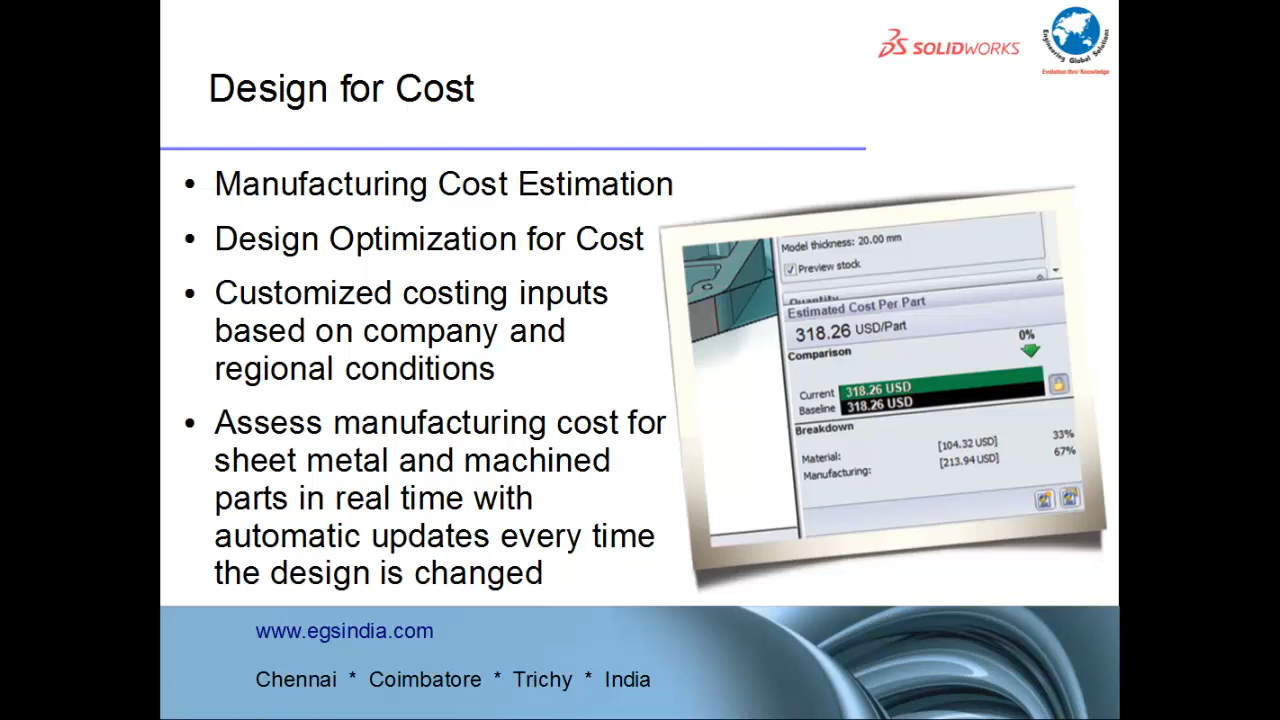 SOLIDWORKS
Engineering Global Solutions
Evolution thro' Knowledge
Design for Cost
• Manufacturing Cost Estimation
• Design Optimization for Cost
• Customized costing inputs
based on company and
regional conditions
• Assess manufacturing cost for
sheet metal and machined
parts in real time with
automatic updates every time
the design is changed
Model thickness: 20.00 mm
Preview stock
Quantity
Estimated Cost Per Part
318.26 USD/Part
Comparison 0%
Current 318.26 USD
Baseline 318.26 USD
Breakdown
Material: [104.32 USD] 33%
Manufacturing: [213.94 USD] 67%
www.egsindia.com
Chennai * Coimbatore * Trichy * India